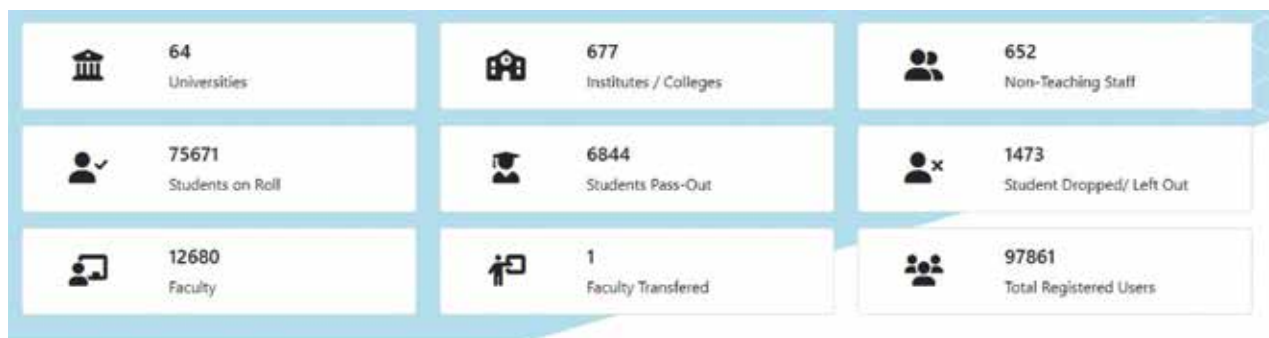 64
Universities
677
Institutes / Colleges
652
Non-Teaching Staff
75671
Students on Roll
6844
Students Pass-Out
1473
Student Dropped/ Left Out
12680
Faculty
1
Faculty Transfered
97861
Total Registered Users